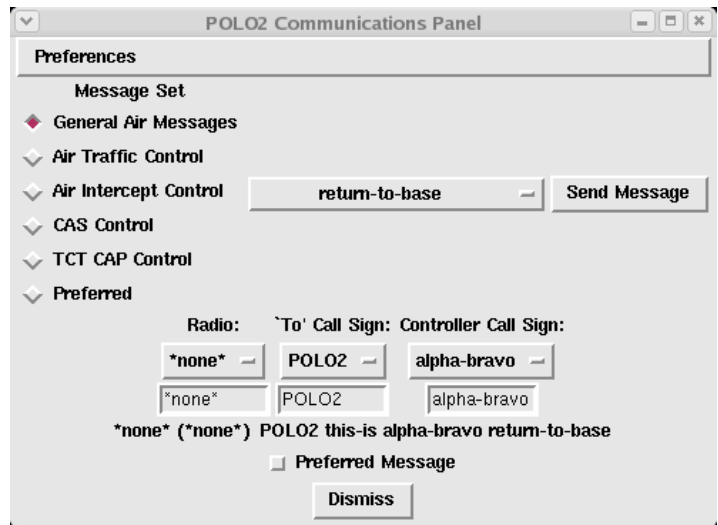 POLO2 Communications Panel
Preferences
Message Set
General Air Messages
Air Traffic Control
Air Intercept Control return-to-base Send Message
CAS Control
TCT CAP Control
Preferred
Radio: `To' Call Sign: Controller Call Sign:
*none* POLO2 alpha-bravo
*none* POLO2 alpha-bravo
*none* (*none*) POLO2 this-is alpha-bravo return-to-base
Preferred Message
Dismiss